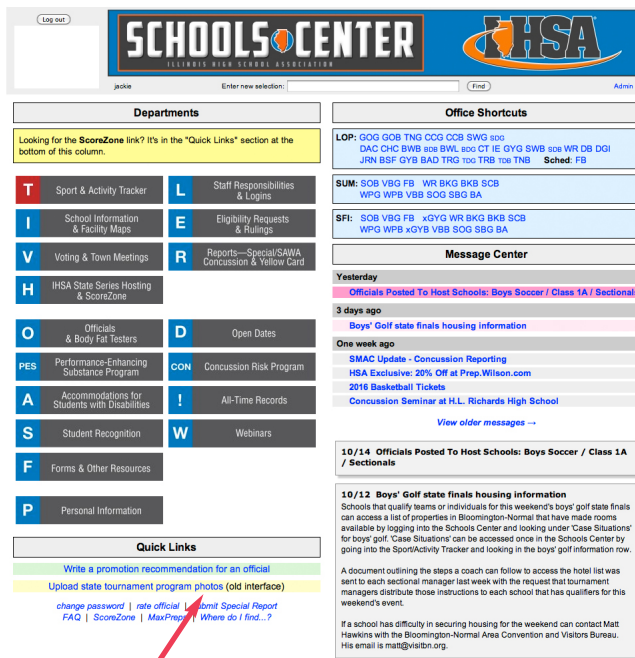 Log out
SCHOOLS CENTER
ILLINOIS HIGH SCHOOL ASSOCIATION
IHSA
jackie
Enter new selection:
Find
Admin
Departments
Looking for the ScoreZone link? It's in the "Quick Links" section at the
bottom of this column.
T Sport & Activity Tracker
L Staff Responsibilities
& Logins
I School Information
& Facility Maps
E Eligibility Requests
& Rulings
V Voting & Town Meetings
R Reports—Special/SAWA
Concussion & Yellow Card
H IHSA State Series Hosting
& ScoreZone
O Officials
& Body Fat Testers
D Open Dates
PES Performance-Enhancing
Substance Program
CON Concussion Risk Program
A Accommodations for
Students with Disabilities
! All-Time Records
S Student Recognition
W Webinars
F Forms & Other Resources
P Personal Information
Quick Links
Write a promotion recommendation for an official
Upload state tournament program photos (old interface)
change password | rate official | Submit Special Report
FAQ | ScoreZone | MaxPreps | Where do I find...?
Office Shortcuts
LOP: GOG GOB TNG CCG CCB SWG SDG
DAC CHC BWB BDB BWL BDG CT IE GYG SWB SDB WR DB DGI
JRN BSF GYB BAD TRG TDG TRB TDB TNB Sched: FB
SUM: SOB VBG FB WR BKG BKB SCB
WPG WPB VBB SOG SBG BA
SFI: SOB VBG FB xGYG WR BKG BKB SCB
WPG WPB xGYB VBB SOG SBG BA
Message Center
Yesterday
Officials Posted To Host Schools: Boys Soccer / Class 1A / Sectionals
3 days ago
Boys' Golf state finals housing information
One week ago
SMAC Update - Concussion Reporting
HSA Exclusive: 20% Off at Prep.Wilson.com
2016 Basketball Tickets
Concussion Seminar at H.L. Richards High School
View older messages →
10/14 Officials Posted To Host Schools: Boys Soccer / Class 1A
/ Sectionals
10/12 Boys' Golf state finals housing information
Schools that qualify teams or individuals for this weekend's boys' golf state finals
can access a list of properties in Bloomington-Normal that have made rooms
available by logging into the Schools Center and looking under 'Case Situations'
for boys' golf. 'Case Situations' can be accessed once in the Schools Center by
going into the Sport/Activity Tracker and looking in the boys' golf information row.
A document outlining the steps a coach can follow to access the hotel list was
sent to each sectional manager last week with the request that tournament
managers distribute those instructions to each school that has qualifiers for this
weekend's event.
If a school has difficulty in securing housing for the weekend can contact Matt
Hawkins with the Bloomington-Normal Area Convention and Visitors Bureau.
His email is matt@visitbn.org.